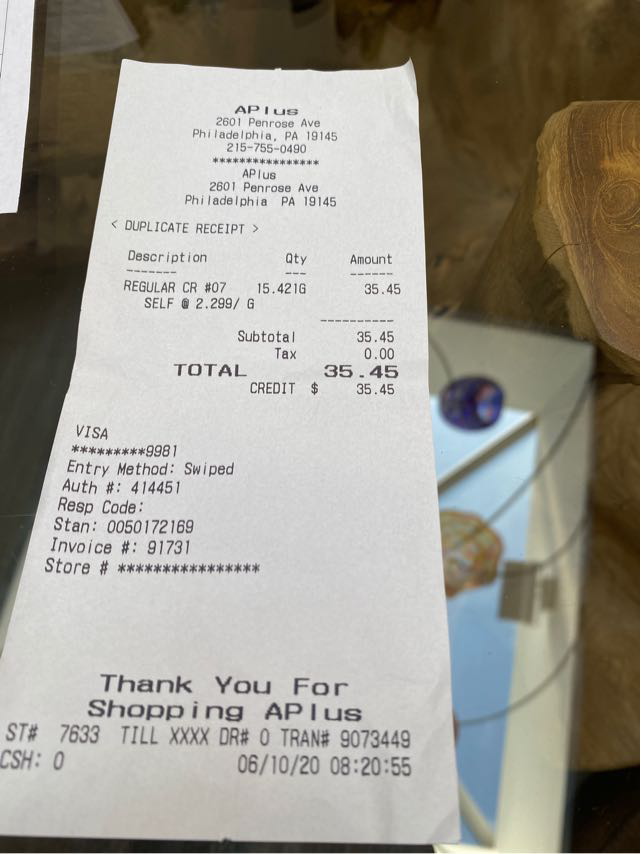 APlus
2601 Penrose Ave
Philadelphia, PA 19145
215-755-0490
****************
APlus
2601 Penrose Ave
Philadelphia PA 19145
< DUPLICATE RECEIPT >
Description Qty Amount
------- --- ------
REGULAR CR #07 15.421G 35.45
SELF @ 2.299/ G
----------
Subtotal 35.45
Tax 0.00
TOTAL 35.45
CREDIT $ 35.45
VISA
*********9981
Entry Method: Swiped
Auth #: 414451
Resp Code:
Stan: 0050172169
Invoice #: 91731
Store # ****************
Thank You For
Shopping APlus
ST# 7633 TILL XXXX DR# 0 TRAN# 9073449
CSH: 0 06/10/20 08:20:55